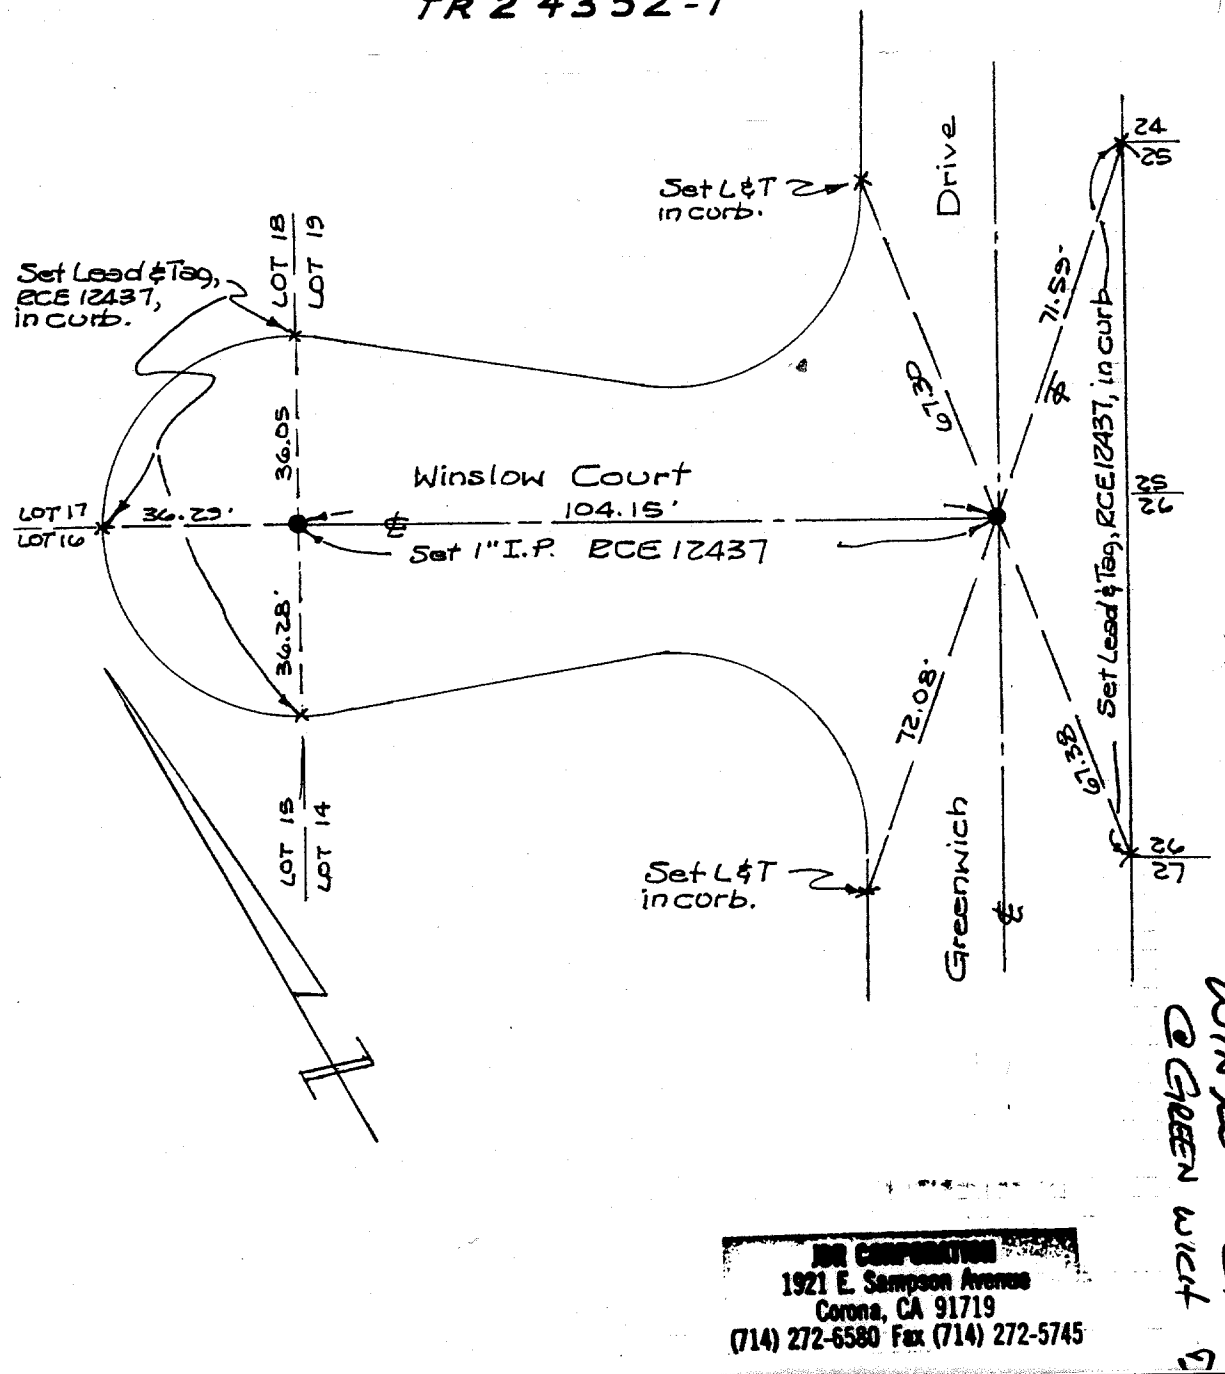 TR 24352-1
Set L&T
in curb.
Drive
24
25
LOT 18
LOT 19
Set Lead & Tag,
RCE 12437,
in curb.
71.59'
67.30
36.05
Winslow Court
104.15'
LOT 17
LOT 16
36.29'
℄
Set 1" I.P. RCE 12437
25
26
Set Lead & Tag, RCE 12437, in curb
℄
36.28'
72.08'
67.38
LOT 15
LOT 14
Set L&T
in curb.
Greenwich
℄
26
27
@ GREEN WICH
JBR CORPORATION
1921 E. Sampson Avenue
Corona, CA 91719
(714) 272-6580 Fax (714) 272-5745